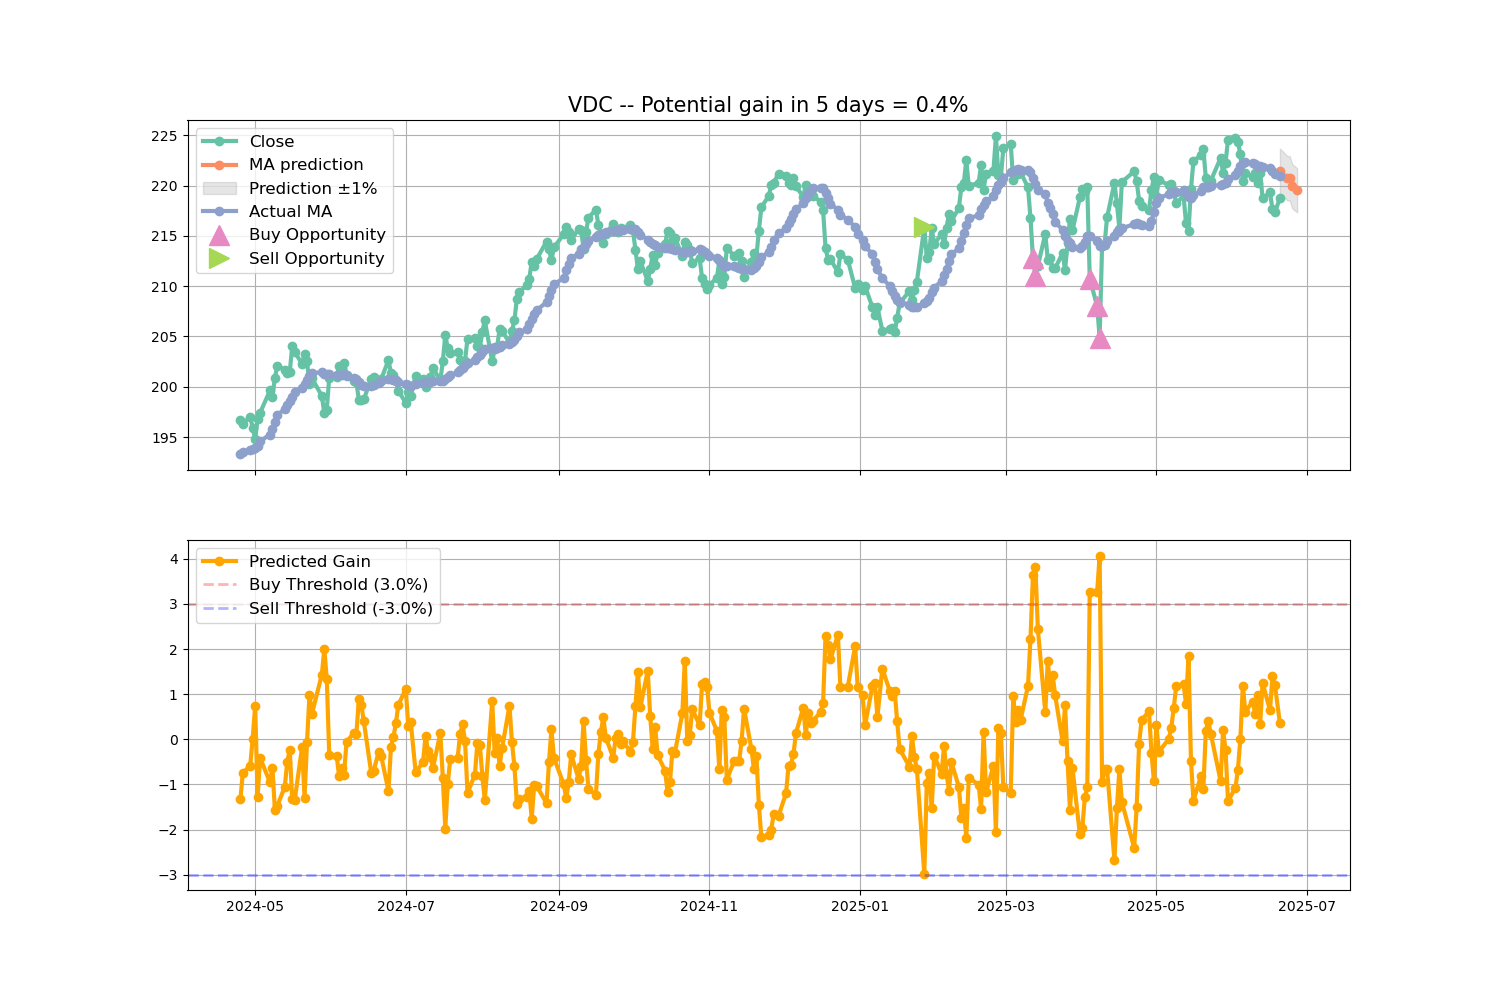 VDC -- Potential gain in 5 days = 0.4%
225
220
215
210
205
200
195
Close
MA prediction
Prediction ±1%
Actual MA
Buy Opportunity
Sell Opportunity
4
3
2
1
0
−1
−2
−3
Predicted Gain
Buy Threshold (3.0%)
Sell Threshold (-3.0%)
2024-05
2024-07
2024-09
2024-11
2025-01
2025-03
2025-05
2025-07